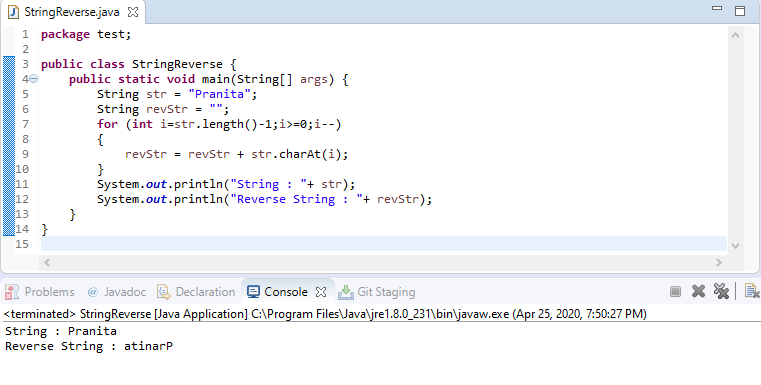 StringReverse.java
1 package test;
2
3 public class StringReverse {
4 public static void main(String[] args) {
5 String str = "Pranita";
6 String revStr = "";
7 for (int i=str.length()-1;i>=0;i--)
8 {
9 revStr = revStr + str.charAt(i);
10 }
11 System.out.println("String : "+ str);
12 System.out.println("Reverse String : "+ revStr);
13 }
14 }
15
Problems @ Javadoc Declaration Console Git Staging
<terminated> StringReverse [Java Application] C:\Program Files\Java\jre1.8.0_231\bin\javaw.exe (Apr 25, 2020, 7:50:27 PM)
String : Pranita
Reverse String : atinarP